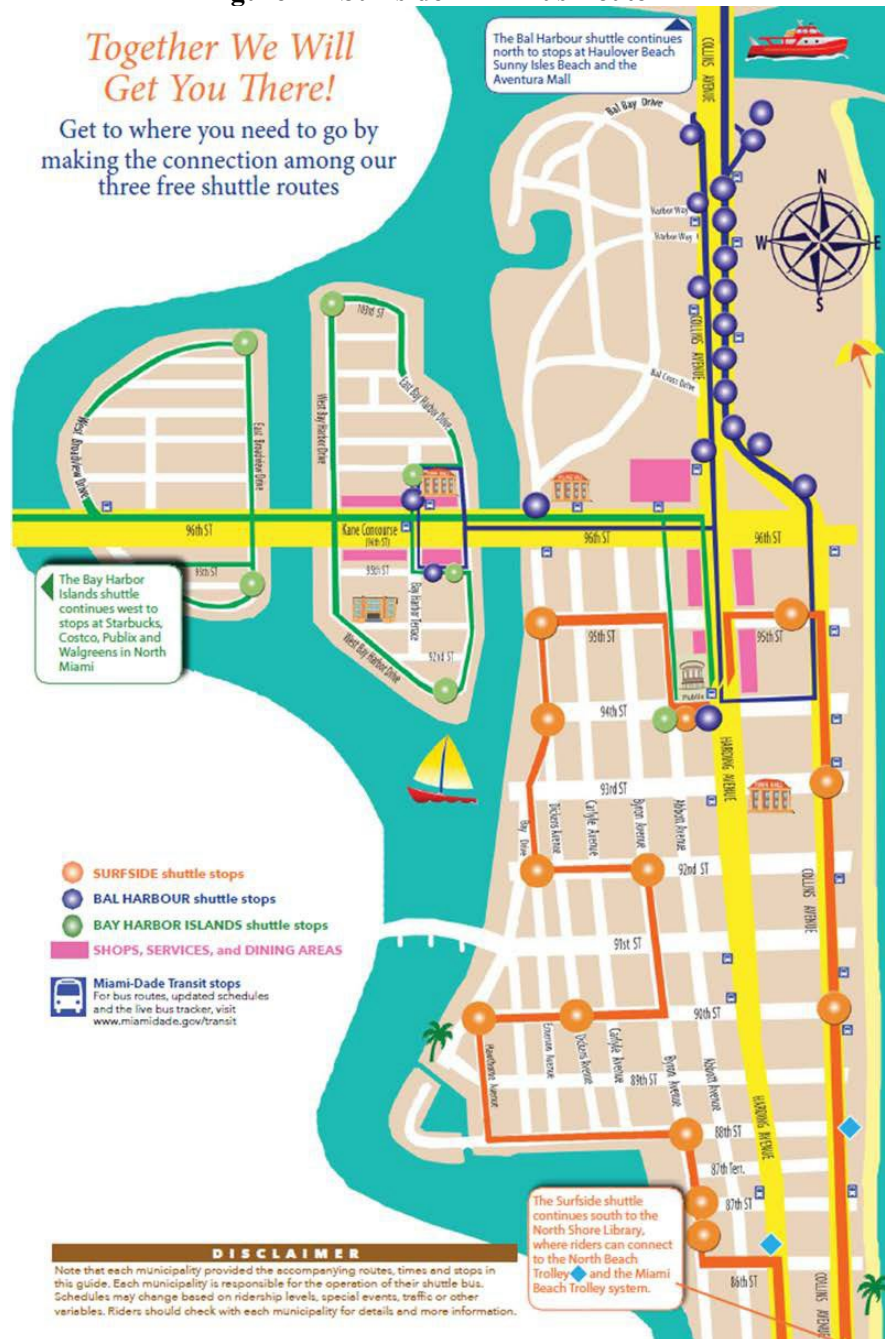 Together We Will
Get You There!
Get to where you need to go by
making the connection among our
three free shuttle routes
The Bal Harbour shuttle continues
north to stops at Haulover Beach
Sunny Isles Beach and the
Aventura Mall
COLLINS AVENUE
Bal Bay Drive
Harbor Way
Harbor Way
N
W
E
S
COLLINS AVENUE
COLLINS AVENUE
Bal Cross Drive
103rd ST
East Bay Harbor Drive
West Bay Harbor Drive
West Broadview Drive
East Broadview Drive
96th ST
Kane Concourse
(96th ST)
96th ST
96th ST
95th ST
95th ST
Bay Harbor Terrace
92nd ST
West Bay Harbor Drive
The Bay Harbor
Islands shuttle
continues west to
stops at Starbucks,
Costco, Publix and
Walgreens in North
Miami
95th ST
95th ST
Publix
94th ST
93rd ST
HARDING AVENUE
TOWN HALL
Bay Drive
Dickens Avenue
Carlyle Avenue
Byron Avenue
Abbott Avenue
92nd ST
COLLINS AVENUE
91st ST
90th ST
Hawthorne Avenue
Emerson Avenue
Dickens Avenue
Carlyle Avenue
Byron Avenue
Abbott Avenue
89th ST
HARDING AVENUE
88th ST
87th Terr.
87th ST
86th ST
COLLINS AVENUE
SURFSIDE shuttle stops
BAL HARBOUR shuttle stops
BAY HARBOR ISLANDS shuttle stops
SHOPS, SERVICES, and DINING AREAS
Miami-Dade Transit stops
For bus routes, updated schedules
and the live bus tracker, visit
www.miamidade.gov/transit
The Surfside shuttle
continues south to the
North Shore Library,
where riders can connect
to the North Beach
Trolley and the Miami
Beach Trolley system.
DISCLAIMER
Note that each municipality provided the accompanying routes, times and stops in
this guide. Each municipality is responsible for the operation of their shuttle bus.
Schedules may change based on ridership levels, special events, traffic or other
variables. Riders should check with each municipality for details and more information.